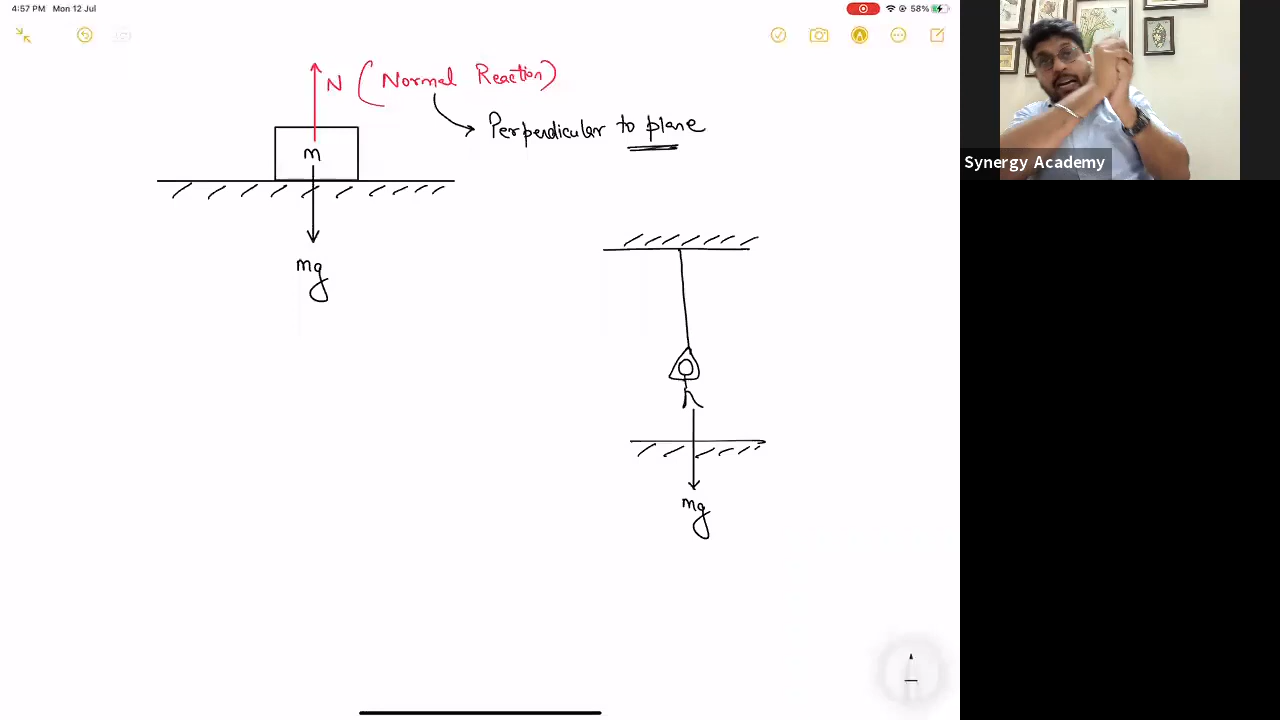 4:57 PM Mon 12 Jul
58%
N (Normal Reaction)
Perpendicular to plane
m
mg
mg
Synergy Academy